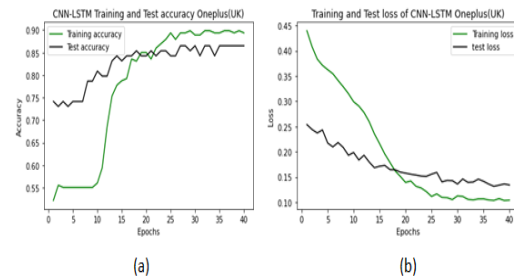 CNN-LSTM Training and Test accuracy Oneplus(UK)
Training accuracy
Test accuracy
Accuracy
0.90
0.85
0.80
0.75
0.70
0.65
0.60
0.55
0 5 10 15 20 25 30 35 40
Epochs
(a)
Training and Test loss of CNN-LSTM Oneplus(UK)
Training loss
test loss
Loss
0.45
0.40
0.35
0.30
0.25
0.20
0.15
0.10
0 5 10 15 20 25 30 35 40
Epochs
(b)